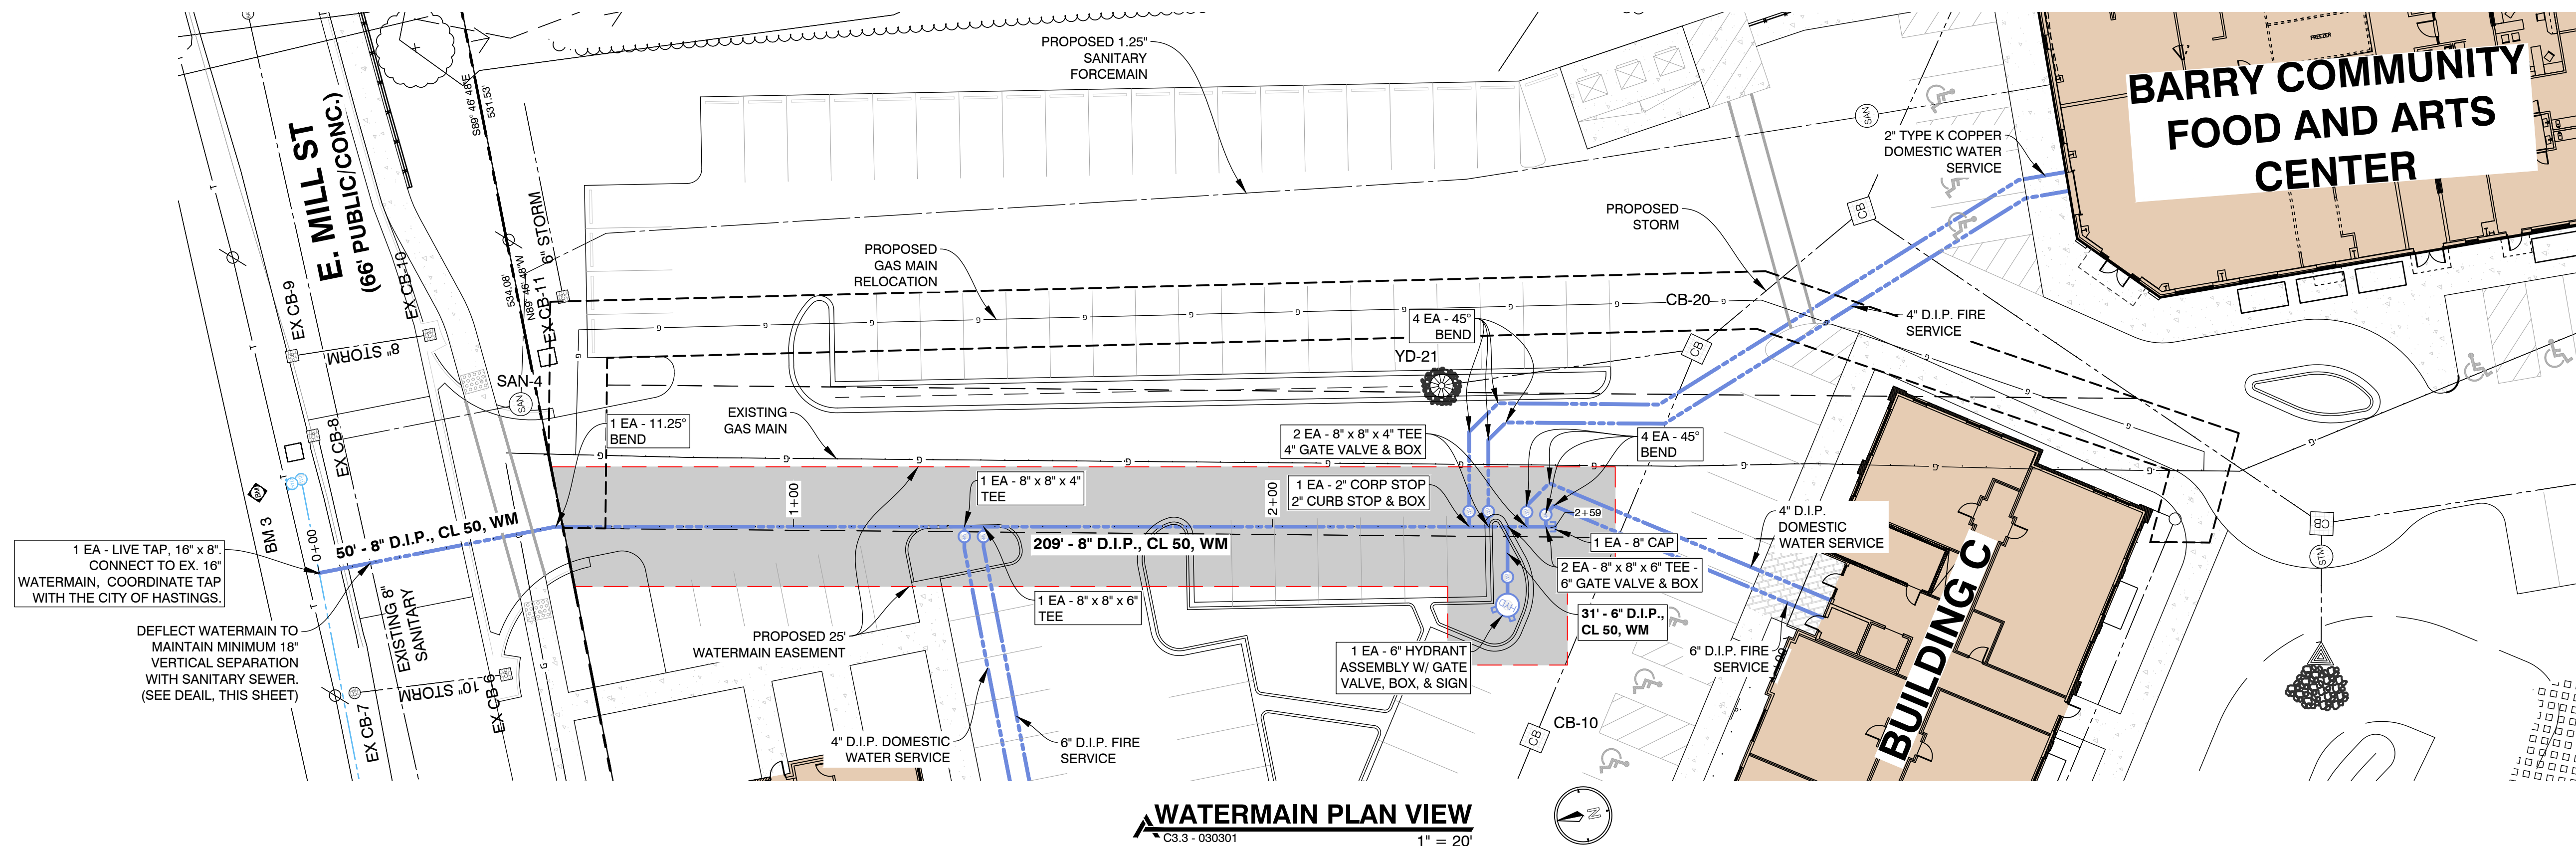 PROPOSED 1.25"
SANITARY
FORCEMAIN
FREEZER
BARRY COMMUNITY
FOOD AND ARTS
CENTER
2" TYPE K COPPER
DOMESTIC WATER
SERVICE
SAN
CB
E. MILL ST
(66' PUBLIC/CONC.)
S89° 46' 48"E
531.53'
534.08'
N89° 46' 48"W
6" STORM
EX CB-11
EX CB-10
EX CB-9
8" STORM
PROPOSED
GAS MAIN
RELOCATION
PROPOSED
STORM
CB-20
4 EA - 45°
BEND
YD-21
CB
4" D.I.P. FIRE
SERVICE
SAN-4
SAN
EX CB-8
1 EA - 11.25°
BEND
EXISTING
GAS MAIN
2 EA - 8" x 8" x 4" TEE
4" GATE VALVE & BOX
4 EA - 45°
BEND
1 EA - 2" CORP STOP
2" CURB STOP & BOX
1 EA - 8" x 8" x 4"
TEE
1+00
2+00
2+59
BM
BM 3
0+00
50' - 8" D.I.P., CL 50, WM
209' - 8" D.I.P., CL 50, WM
1 EA - 8" CAP
4" D.I.P.
DOMESTIC
WATER SERVICE
CB
STM
1 EA - LIVE TAP, 16" x 8".
CONNECT TO EX. 16"
WATERMAIN, COORDINATE TAP
WITH THE CITY OF HASTINGS.
2 EA - 8" x 8" x 6" TEE -
6" GATE VALVE & BOX
1 EA - 8" x 8" x 6"
TEE
HYD
31' - 6" D.I.P.,
CL 50, WM
DEFLECT WATERMAIN TO
MAINTAIN MINIMUM 18"
VERTICAL SEPARATION
WITH SANITARY SEWER.
(SEE DEAIL, THIS SHEET)
EXISTING 8"
SANITARY
PROPOSED 25'
WATERMAIN EASEMENT
1 EA - 6" HYDRANT
ASSEMBLY W/ GATE
VALVE, BOX, & SIGN
6" D.I.P. FIRE
SERVICE
BUILDING C
10" STORM
EX CB-6
EX CB-7
4" D.I.P. DOMESTIC
WATER SERVICE
6" D.I.P. FIRE
SERVICE
CB
CB-10
WATERMAIN PLAN VIEW
C3.3 - 030301
1" = 20'
N